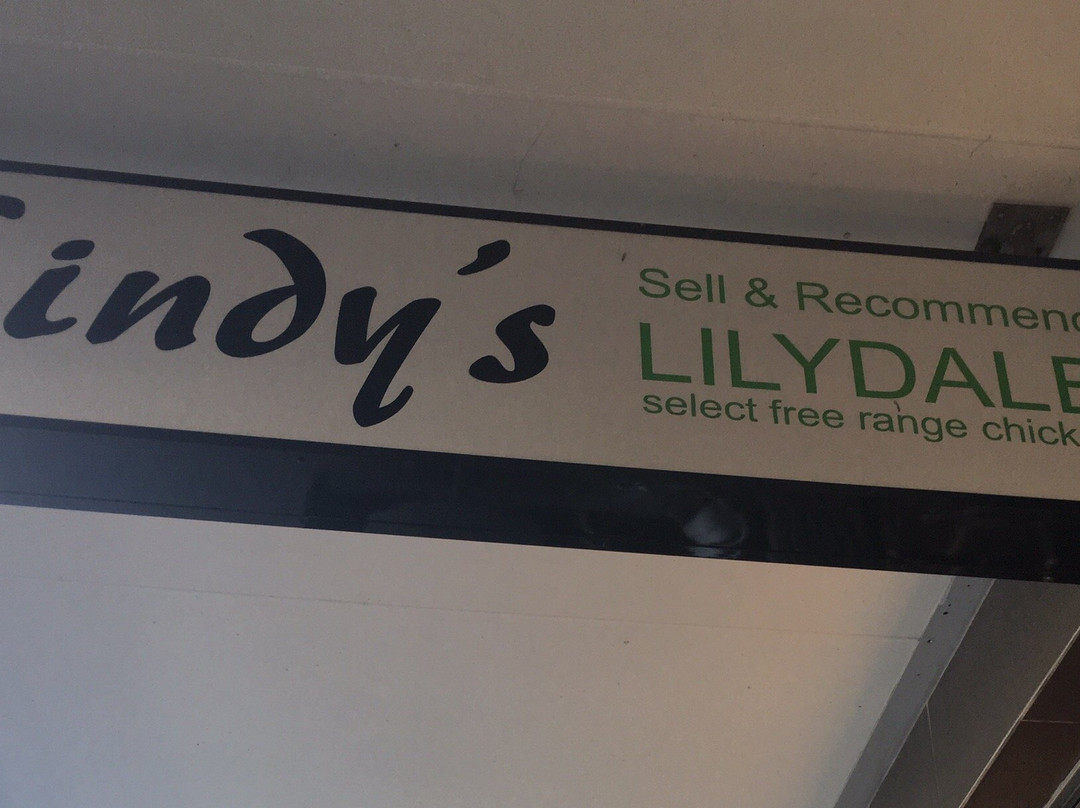 indy's
Sell & Recommend
LILYDALE
select free range chick